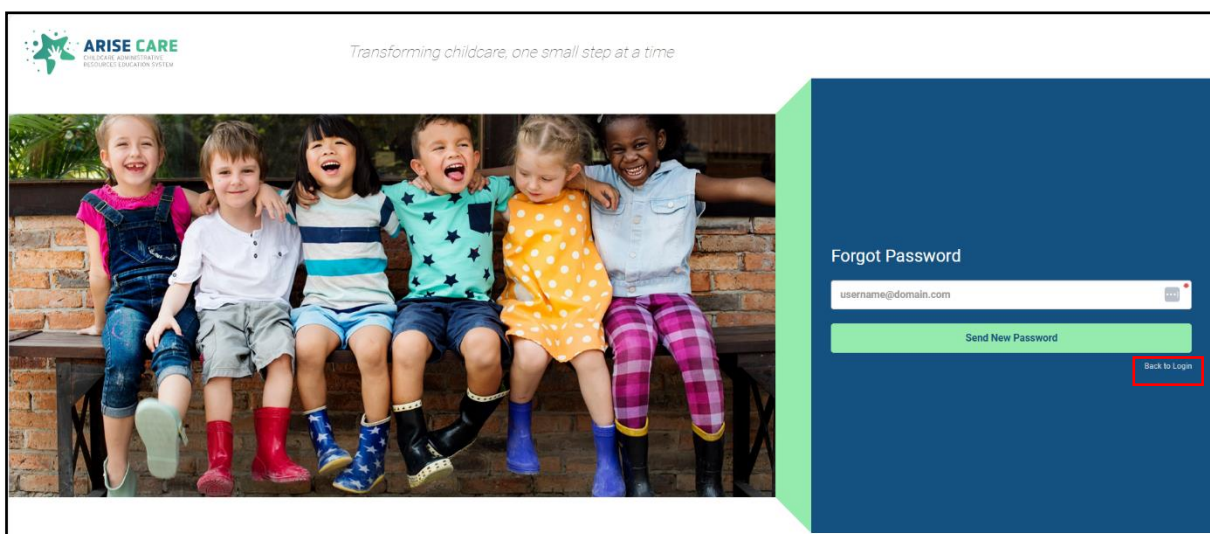 ARISE CARE
CHILDCARE ADMINISTRATIVE
RESOURCED EDUCATION SYSTEM
Transforming childcare, one small step at a time
Forgot Password
username@domain.com
Send New Password
Back to Login